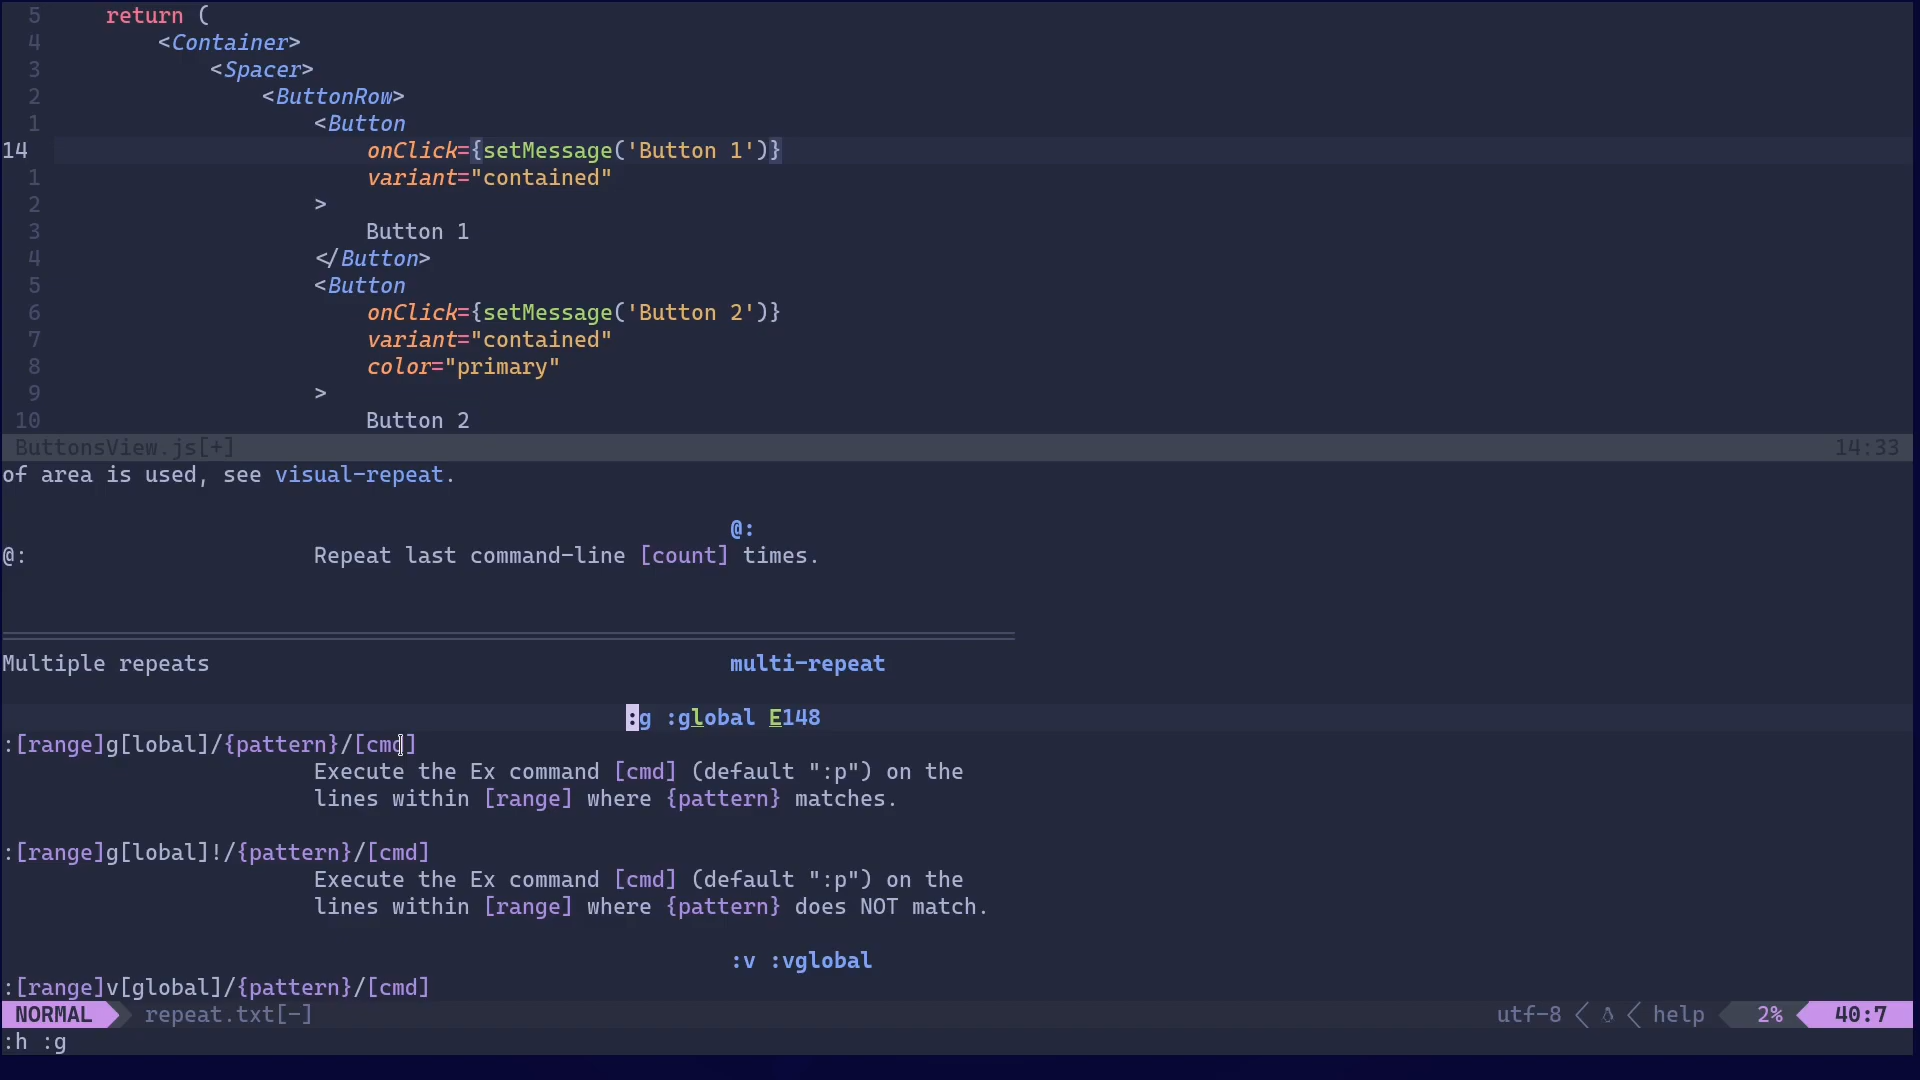 5 return (
4 <Container>
3 <Spacer>
2 <ButtonRow>
1 <Button
14 onClick={setMessage('Button 1')}
1 variant="contained"
2 >
3 Button 1
4 </Button>
5 <Button
6 onClick={setMessage('Button 2')}
7 variant="contained"
8 color="primary"
9 >
10 Button 2
ButtonsView.js[+] 14:33
of area is used, see visual-repeat.
@:
@: Repeat last command-line [count] times.
Multiple repeats multi-repeat
:g :global E148
:[range]g[lobal]/{pattern}/[cmd]
Execute the Ex command [cmd] (default ":p") on the
lines within [range] where {pattern} matches.
:[range]g[lobal]!/{pattern}/[cmd]
Execute the Ex command [cmd] (default ":p") on the
lines within [range] where {pattern} does NOT match.
:v :vglobal
:[range]v[global]/{pattern}/[cmd]
NORMAL repeat.txt[-] utf-8 help 2% 40:7
:h :g